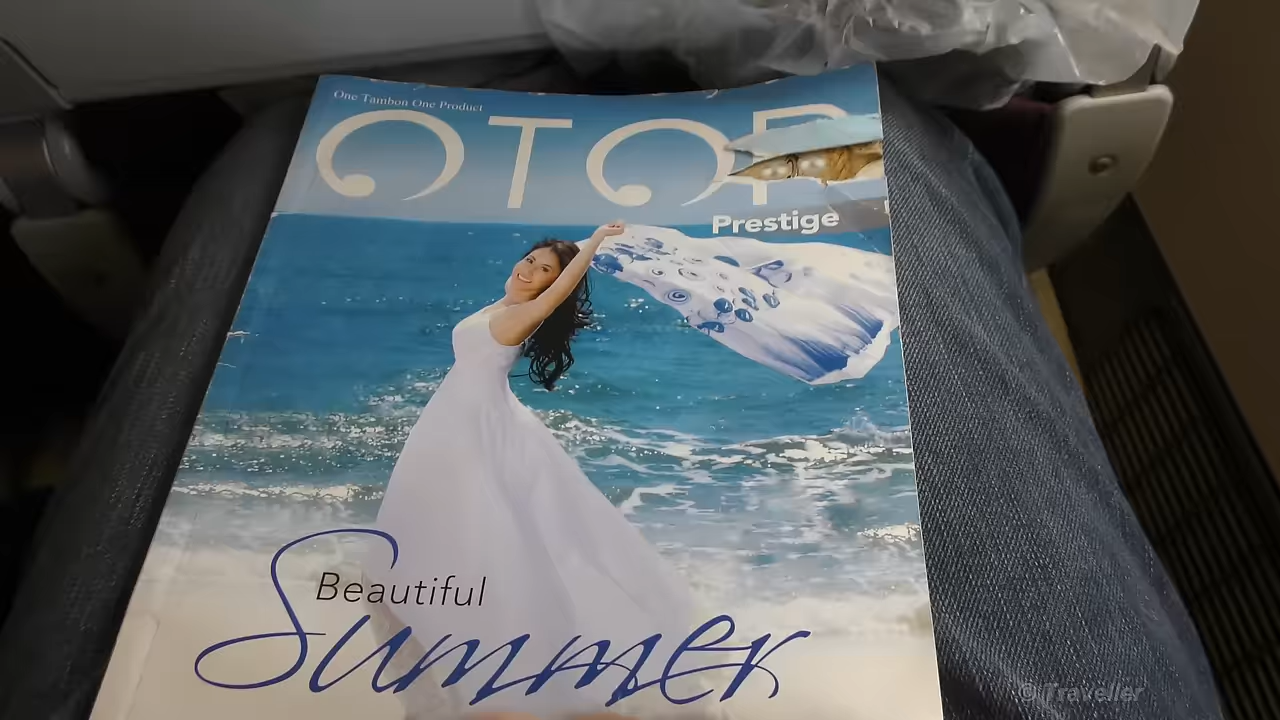 One Tambon One Product
OTOP
Prestige
Beautiful
Summer
@iTraveller